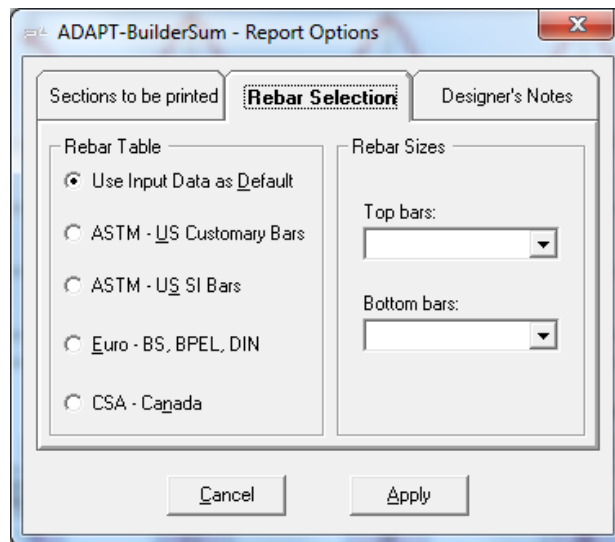 ADAPT-BuilderSum - Report Options
Sections to be printed
Rebar Selection
Designer's Notes
Rebar Table
Use Input Data as Default
ASTM - US Customary Bars
ASTM - US SI Bars
Euro - BS, BPEL, DIN
CSA - Canada
Rebar Sizes
Top bars:
Bottom bars:
Cancel
Apply